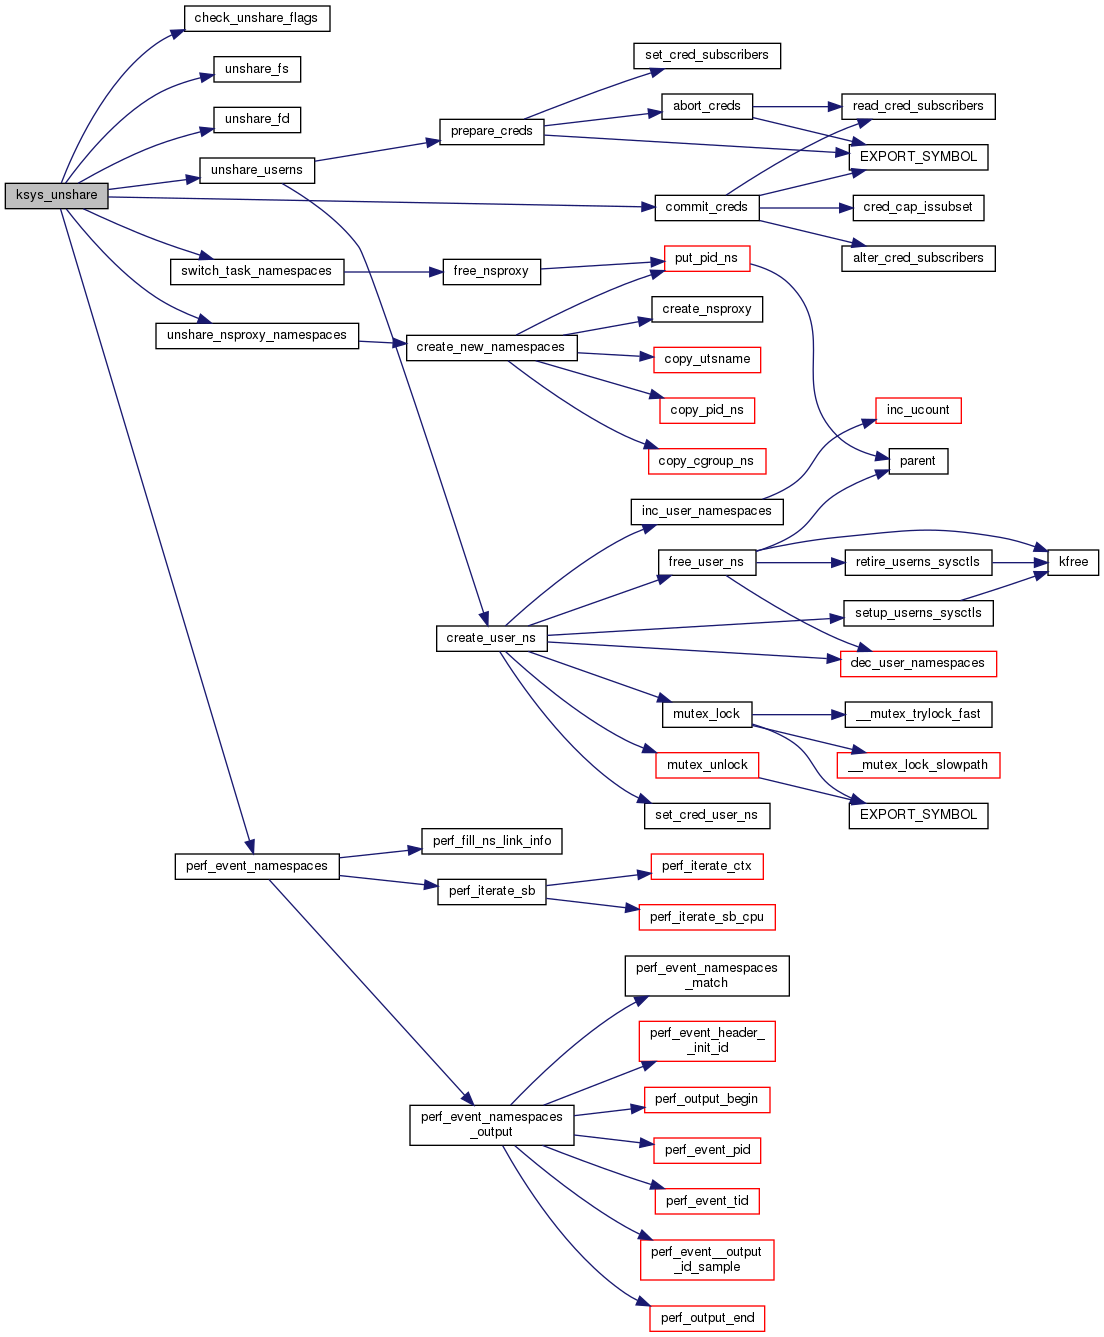 check_unshare_flags
unshare_fs
unshare_fd
unshare_userns
ksys_unshare
switch_task_namespaces
unshare_nsproxy_namespaces
set_cred_subscribers
abort_creds
prepare_creds
read_cred_subscribers
EXPORT_SYMBOL
commit_creds
cred_cap_issubset
alter_cred_subscribers
put_pid_ns
free_nsproxy
create_nsproxy
create_new_namespaces
copy_utsname
copy_pid_ns
copy_cgroup_ns
inc_ucount
parent
inc_user_namespaces
free_user_ns
retire_userns_sysctls
kfree
setup_userns_sysctls
create_user_ns
dec_user_namespaces
mutex_lock
__mutex_trylock_fast
mutex_unlock
__mutex_lock_slowpath
set_cred_user_ns
EXPORT_SYMBOL
perf_fill_ns_link_info
perf_event_namespaces
perf_iterate_sb
perf_iterate_ctx
perf_iterate_sb_cpu
perf_event_namespaces
_match
perf_event_header_
_init_id
perf_output_begin
perf_event_namespaces
_output
perf_event_pid
perf_event_tid
perf_event__output
_id_sample
perf_output_end